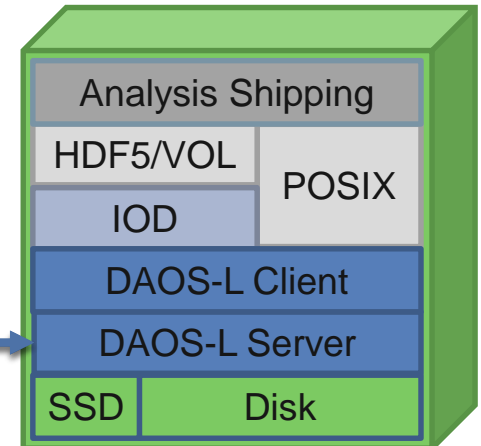 Analysis Shipping
HDF5/VOL
POSIX
IOD
DAOS-L Client
DAOS-L Server
SSD Disk